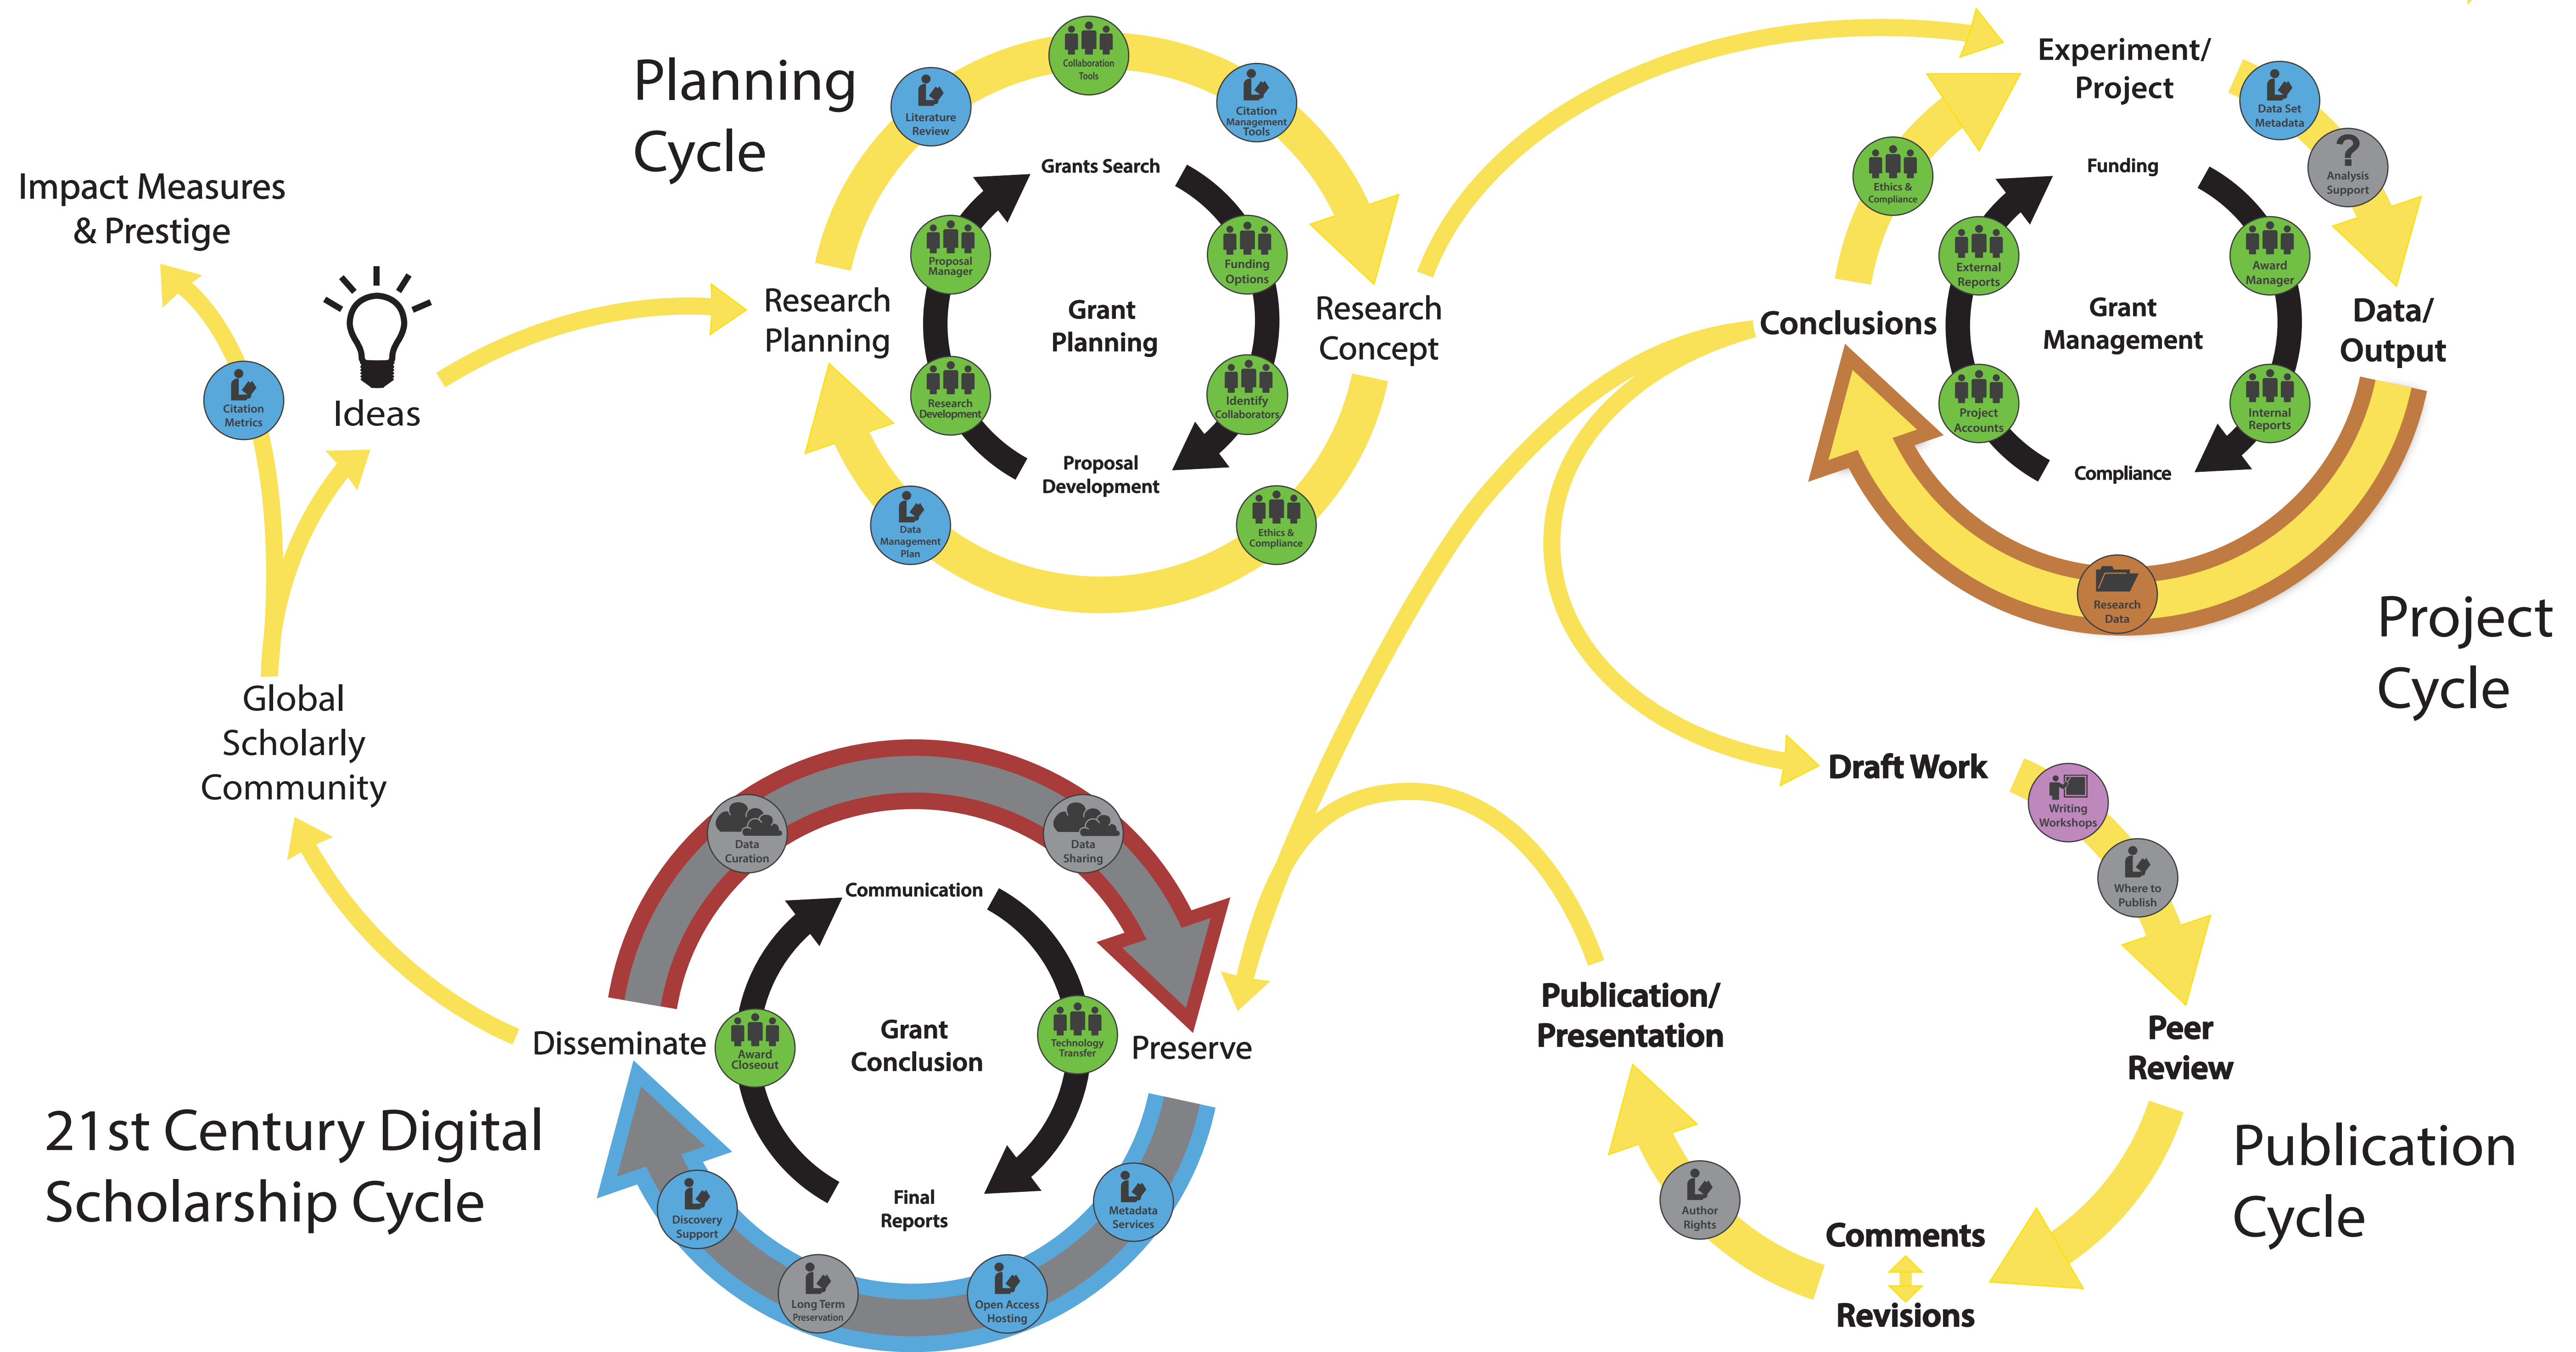 Planning
Cycle
Collaboration
Tools
Literature
Review
Citation
Management
Tools
Grants Search
Proposal
Manager
Funding
Options
Research
Planning
Grant
Planning
Research
Concept
Research
Development
Identify
Collaborators
Proposal
Development
Data
Management
Plan
Ethics &
Compliance
Impact Measures
& Prestige
Citation
Metrics
Ideas
Global
Scholarly
Community
Experiment/
Project
Data Set
Metadata
Analysis
Support
?
Ethics &
Compliance
Funding
External
Reports
Award
Manager
Conclusions
Grant
Management
Data/
Output
Project
Accounts
Internal
Reports
Compliance
Research
Data
Project
Cycle
Draft Work
Writing
Workshops
Where to
Publish
Peer
Review
Publication/
Presentation
Author
Rights
Comments
Revisions
Publication
Cycle
Data
Curation
Data
Sharing
Communication
Disseminate
Award
Closeout
Grant
Conclusion
Technology
Transfer
Preserve
Final
Reports
Discovery
Support
Long Term
Preservation
Open Access
Hosting
Metadata
Services
21st Century Digital
Scholarship Cycle